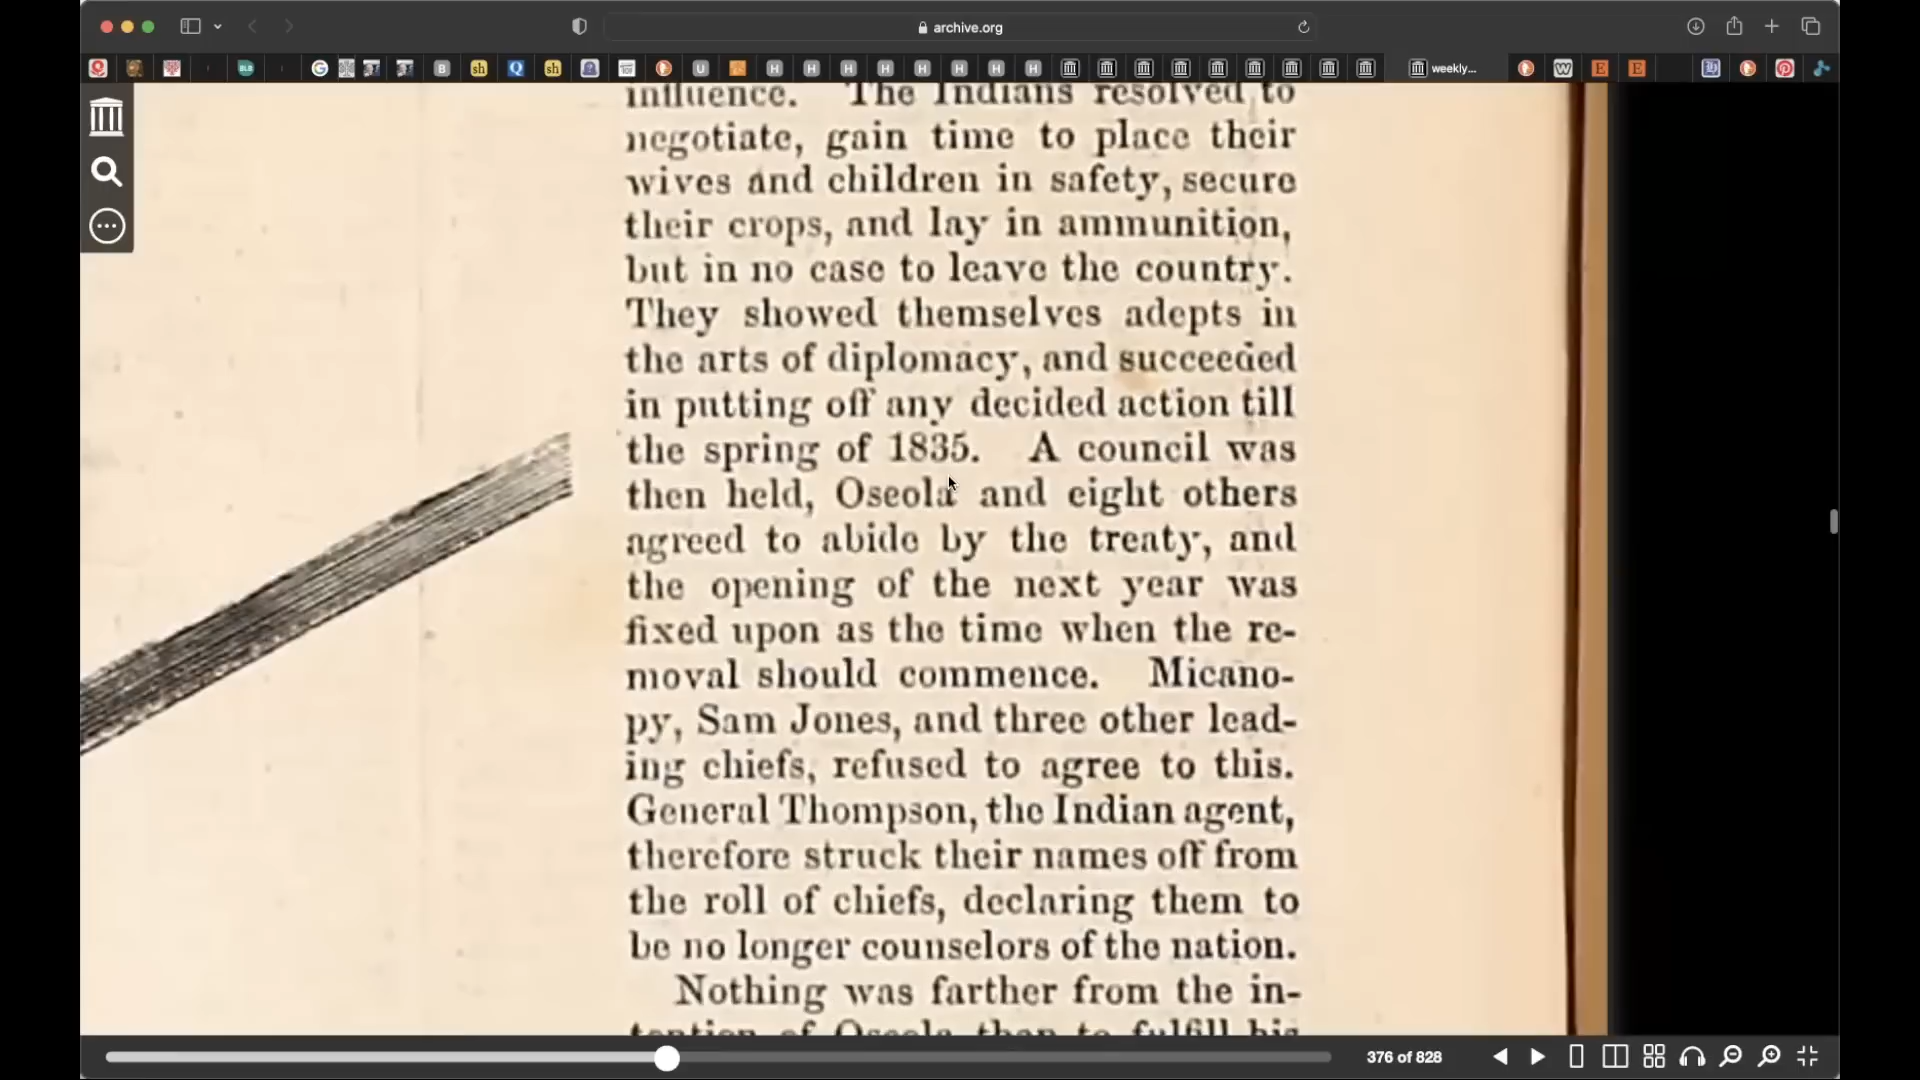 archive.org
weekly...
influence. The Indians resolved to
negotiate, gain time to place their
wives and children in safety, secure
their crops, and lay in ammunition,
but in no case to leave the country.
They showed themselves adepts in
the arts of diplomacy, and succeeded
in putting off any decided action till
the spring of 1835. A council was
then held, Oseola and eight others
agreed to abide by the treaty, and
the opening of the next year was
fixed upon as the time when the re-
moval should commence. Micano-
py, Sam Jones, and three other lead-
ing chiefs, refused to agree to this.
General Thompson, the Indian agent,
therefore struck their names off from
the roll of chiefs, declaring them to
be no longer counselors of the nation.
Nothing was farther from the in-
tention of Oseola than to fulfill his
376 of 828